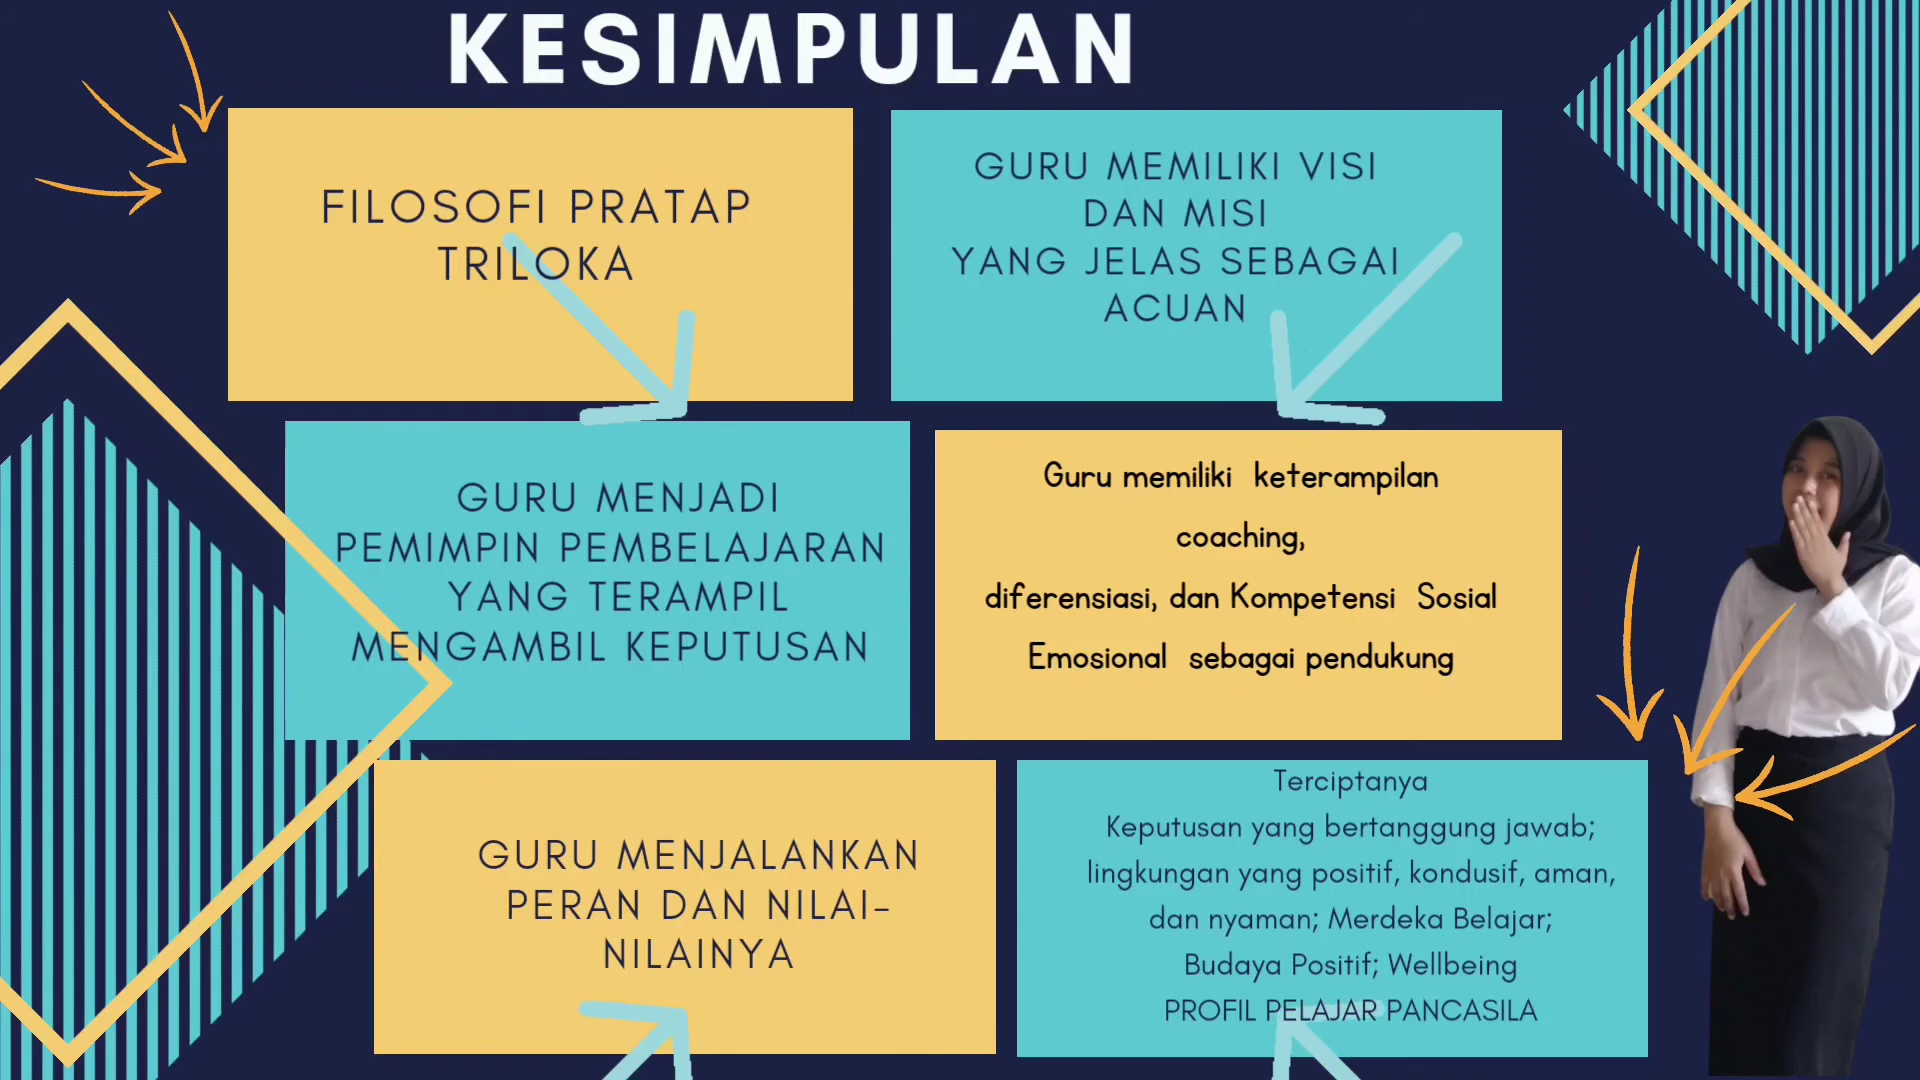 KESIMPULAN
FILOSOFI PRATAP
TRILOKA
GURU MEMILIKI VISI
DAN MISI
YANG JELAS SEBAGAI
ACUAN
GURU MENJADI
PEMIMPIN PEMBELAJARAN
YANG TERAMPIL
MENGAMBIL KEPUTUSAN
Guru memiliki keterampilan
coaching,
diferensiasi, dan Kompetensi Sosial
Emosional sebagai pendukung
GURU MENJALANKAN
PERAN DAN NILAI-
NILAINYA
Terciptanya
Keputusan yang bertanggung jawab;
lingkungan yang positif, kondusif, aman,
dan nyaman; Merdeka Belajar;
Budaya Positif; Wellbeing
PROFIL PELAJAR PANCASILA